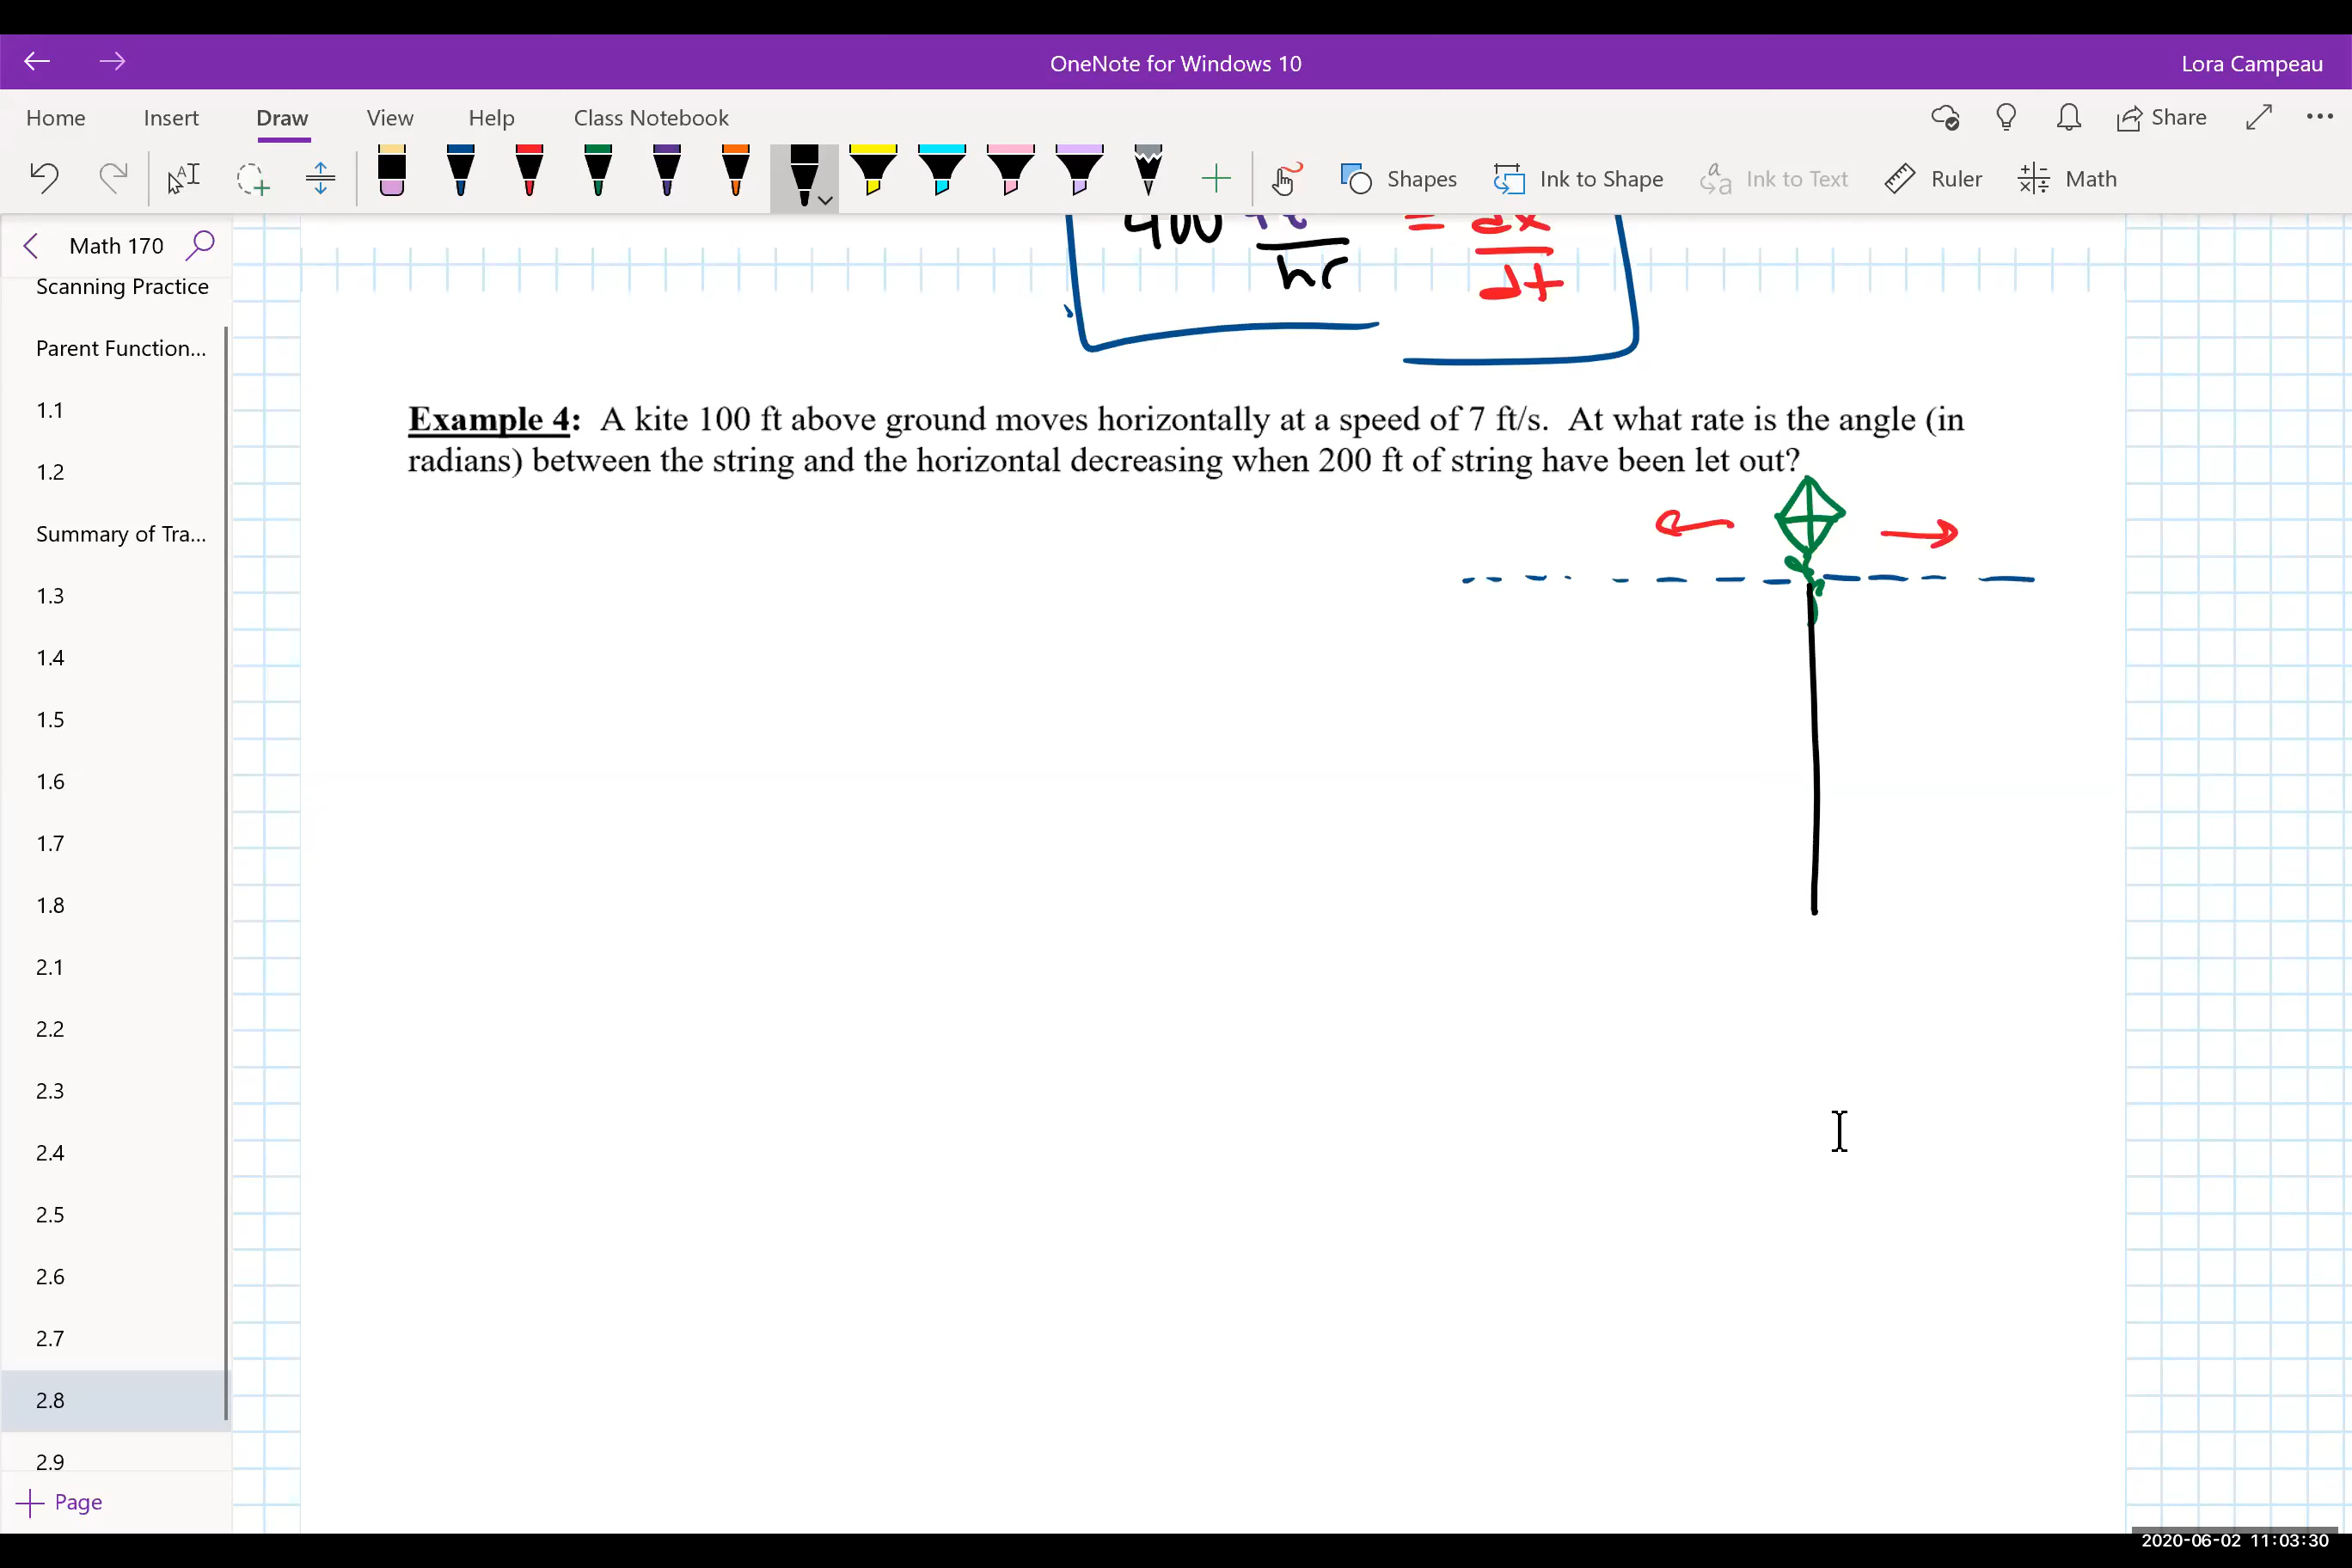 OneNote for Windows 10
Lora Campeau
Home Insert Draw View Help Class Notebook
Share
Shapes Ink to Shape Ink to Text Ruler Math
Math 170
Scanning Practice
Parent Function...
1.1
1.2
Summary of Tra...
1.3
1.4
1.5
1.6
1.7
1.8
2.1
2.2
2.3
2.4
2.5
2.6
2.7
2.8
2.9
Page
400 ft/hr = dx/dt
Example 4: A kite 100 ft above ground moves horizontally at a speed of 7 ft/s. At what rate is the angle (in
radians) between the string and the horizontal decreasing when 200 ft of string have been let out?
2020-06-02 11:03:30